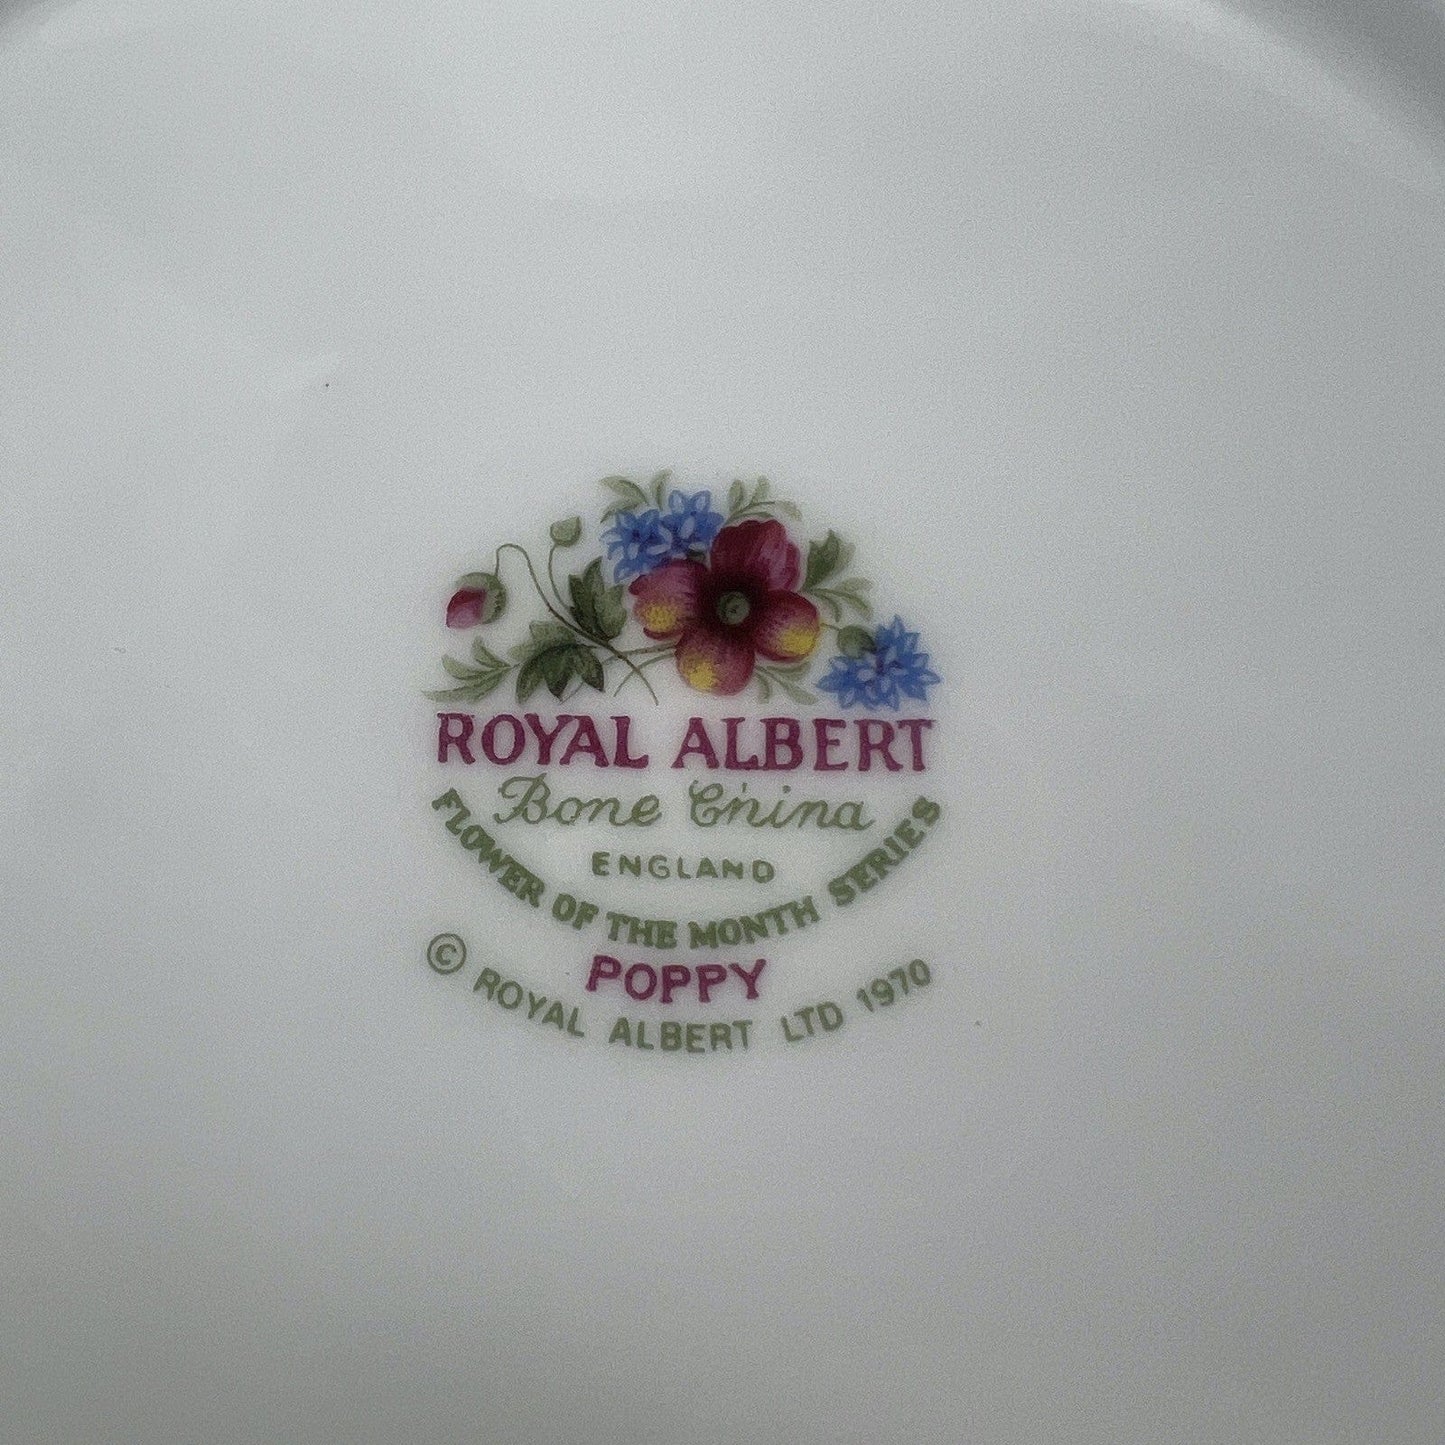 ROYAL ALBERT
Bone China
ENGLAND
FLOWER OF THE MONTH SERIES
POPPY
© ROYAL ALBERT LTD 1970